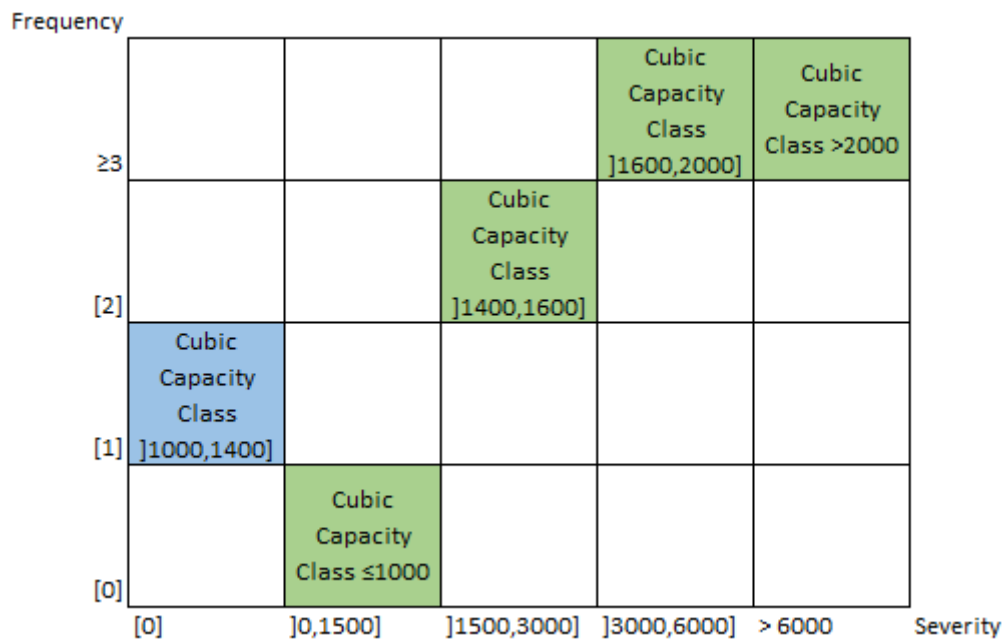 Frequency
Cubic
Capacity
Class
]1600,2000]
Cubic
Capacity
Class >2000
≥3
Cubic
Capacity
Class
]1400,1600]
[2]
Cubic
Capacity
Class
]1000,1400]
[1]
Cubic
Capacity
Class ≤1000
[0]
[0] ]0,1500] ]1500,3000] ]3000,6000] > 6000 Severity